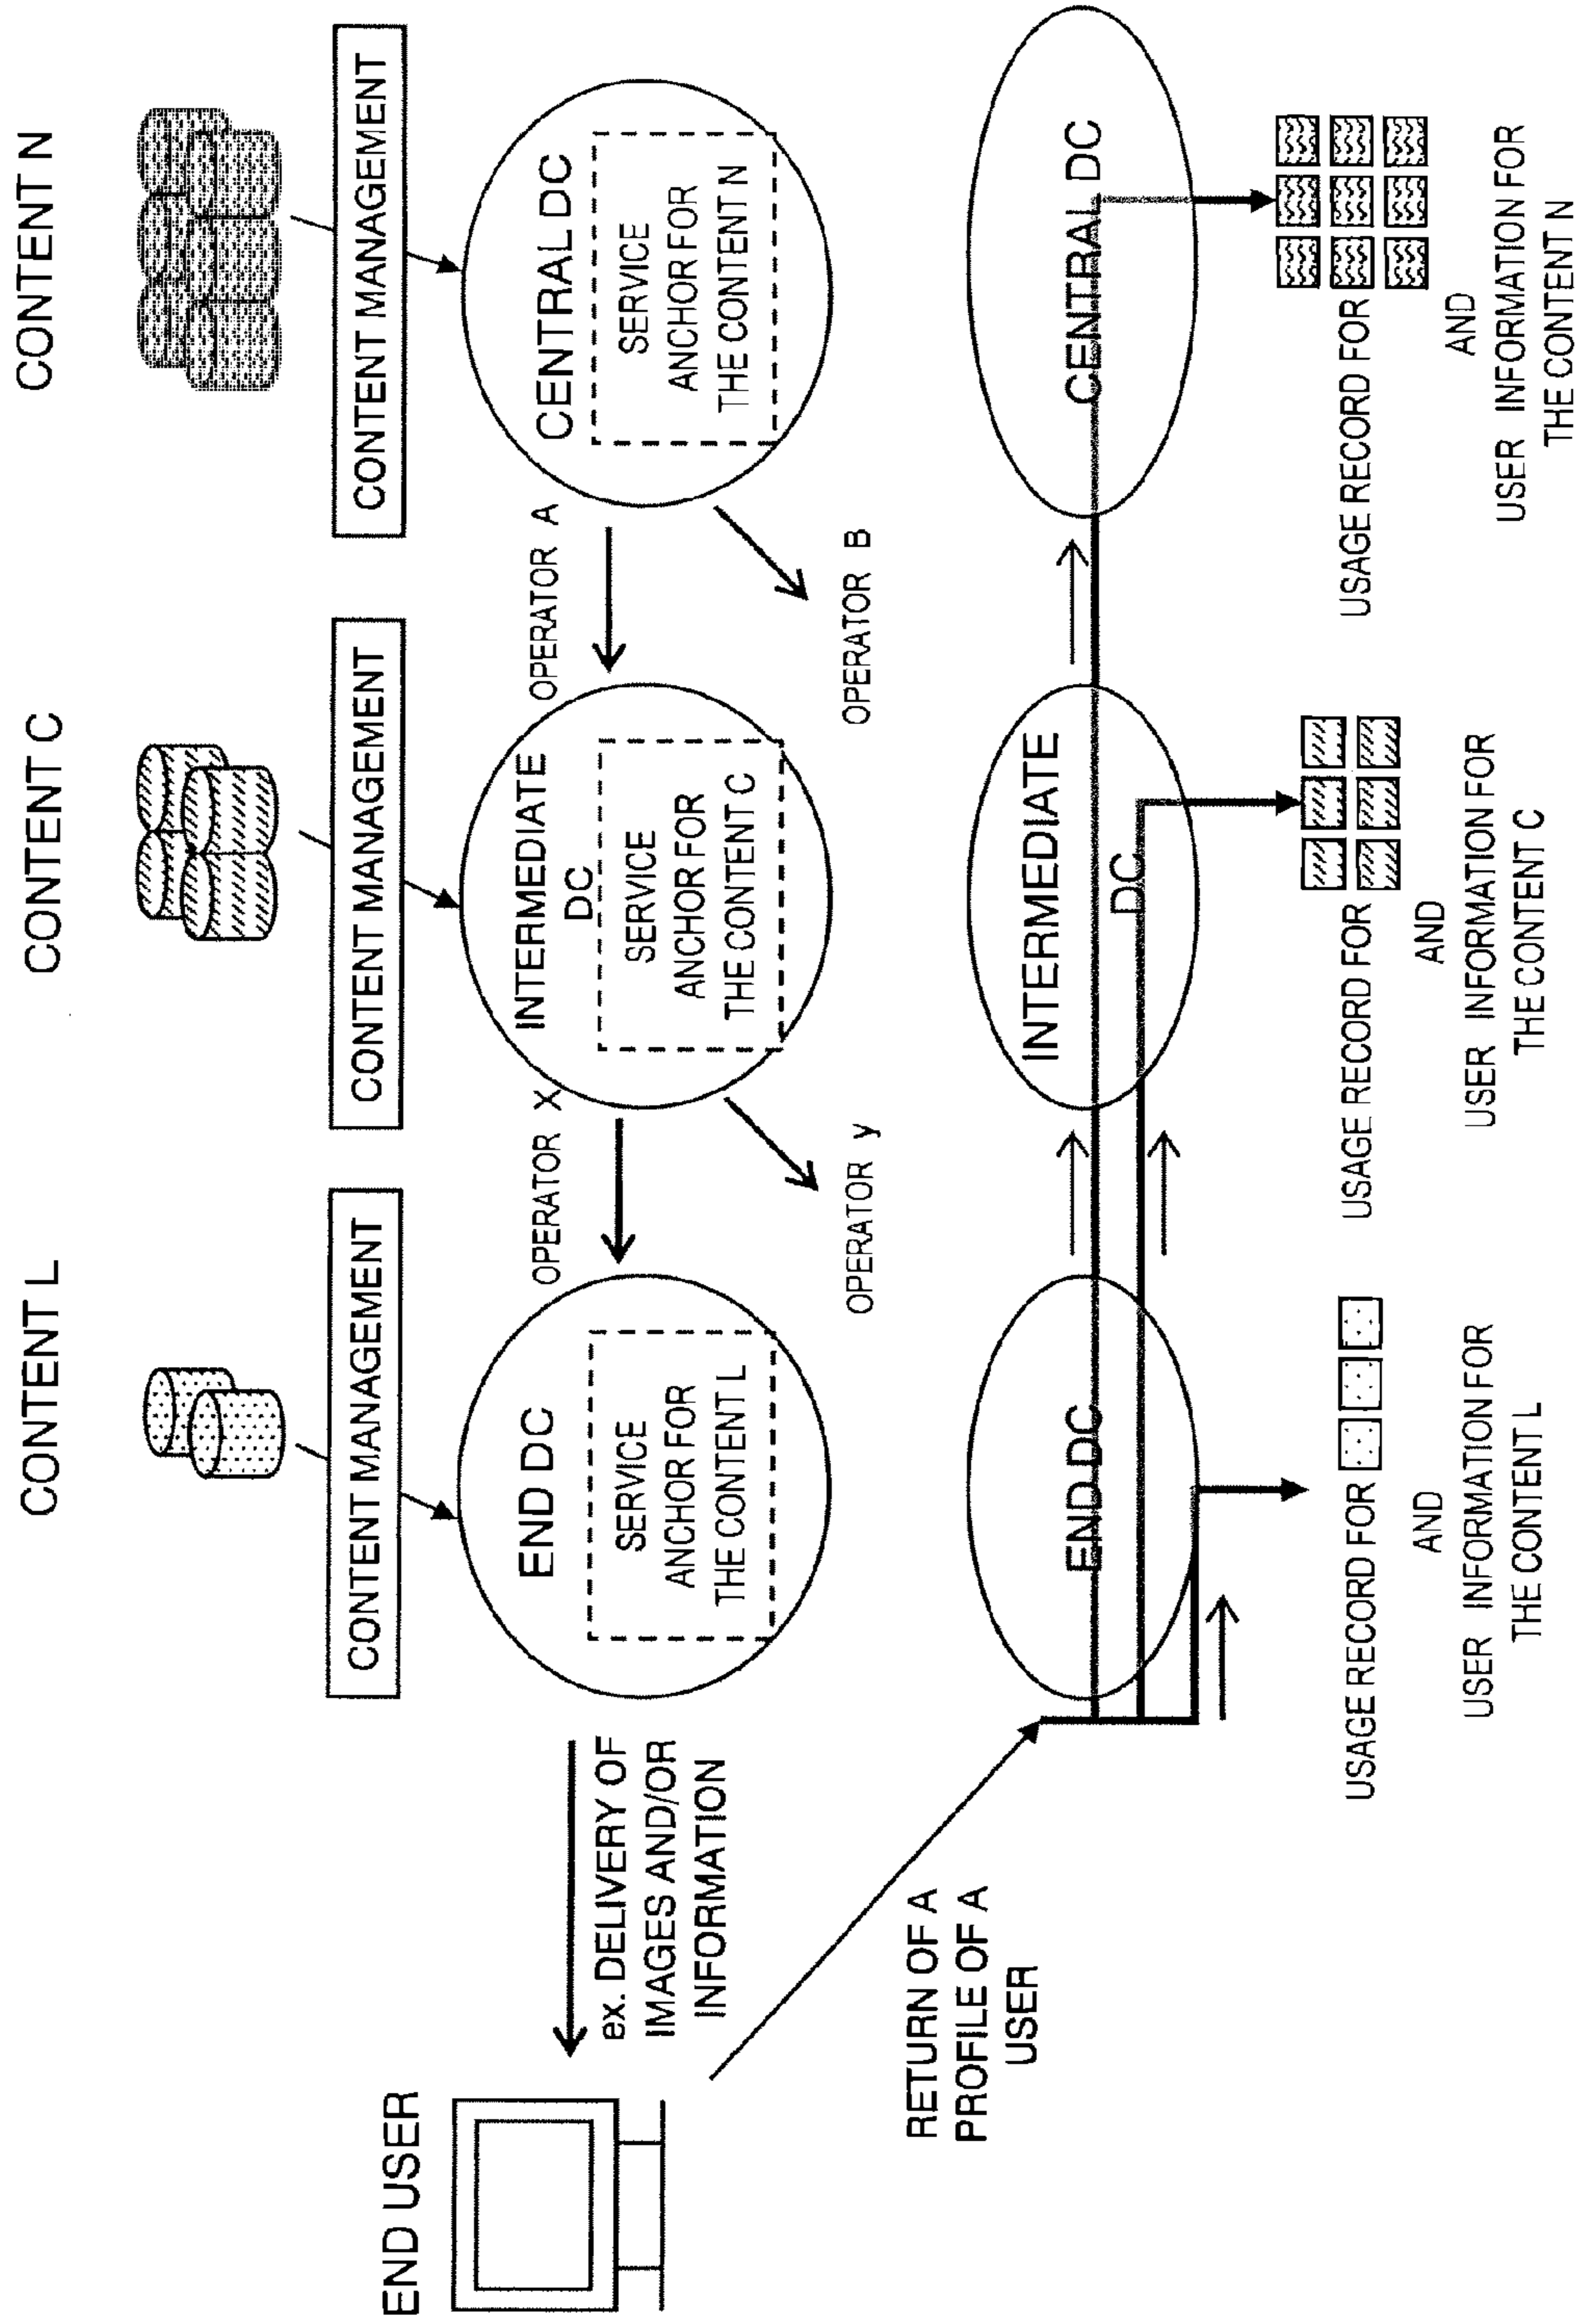 CONTENT L
CONTENT C
CONTENT N
CONTENT MANAGEMENT
CONTENT MANAGEMENT
CONTENT MANAGEMENT
END USER
END DC
SERVICE
ANCHOR FOR
THE CONTENT L
OPERATOR X
INTERMEDIATE
DC
SERVICE
ANCHOR FOR
THE CONTENT C
OPERATOR A
CENTRAL DC
SERVICE
ANCHOR FOR
THE CONTENT N
ex. DELIVERY OF
IMAGES AND/OR
INFORMATION
OPERATOR y
OPERATOR B
RETURN OF A
PROFILE OF A
USER
END DC
INTERMEDIATE
DC
CENTRAL DC
USAGE RECORD FOR
AND
USER INFORMATION FOR
THE CONTENT L
USAGE RECORD FOR
AND
USER INFORMATION FOR
THE CONTENT C
USAGE RECORD FOR
AND
USER INFORMATION FOR
THE CONTENT N